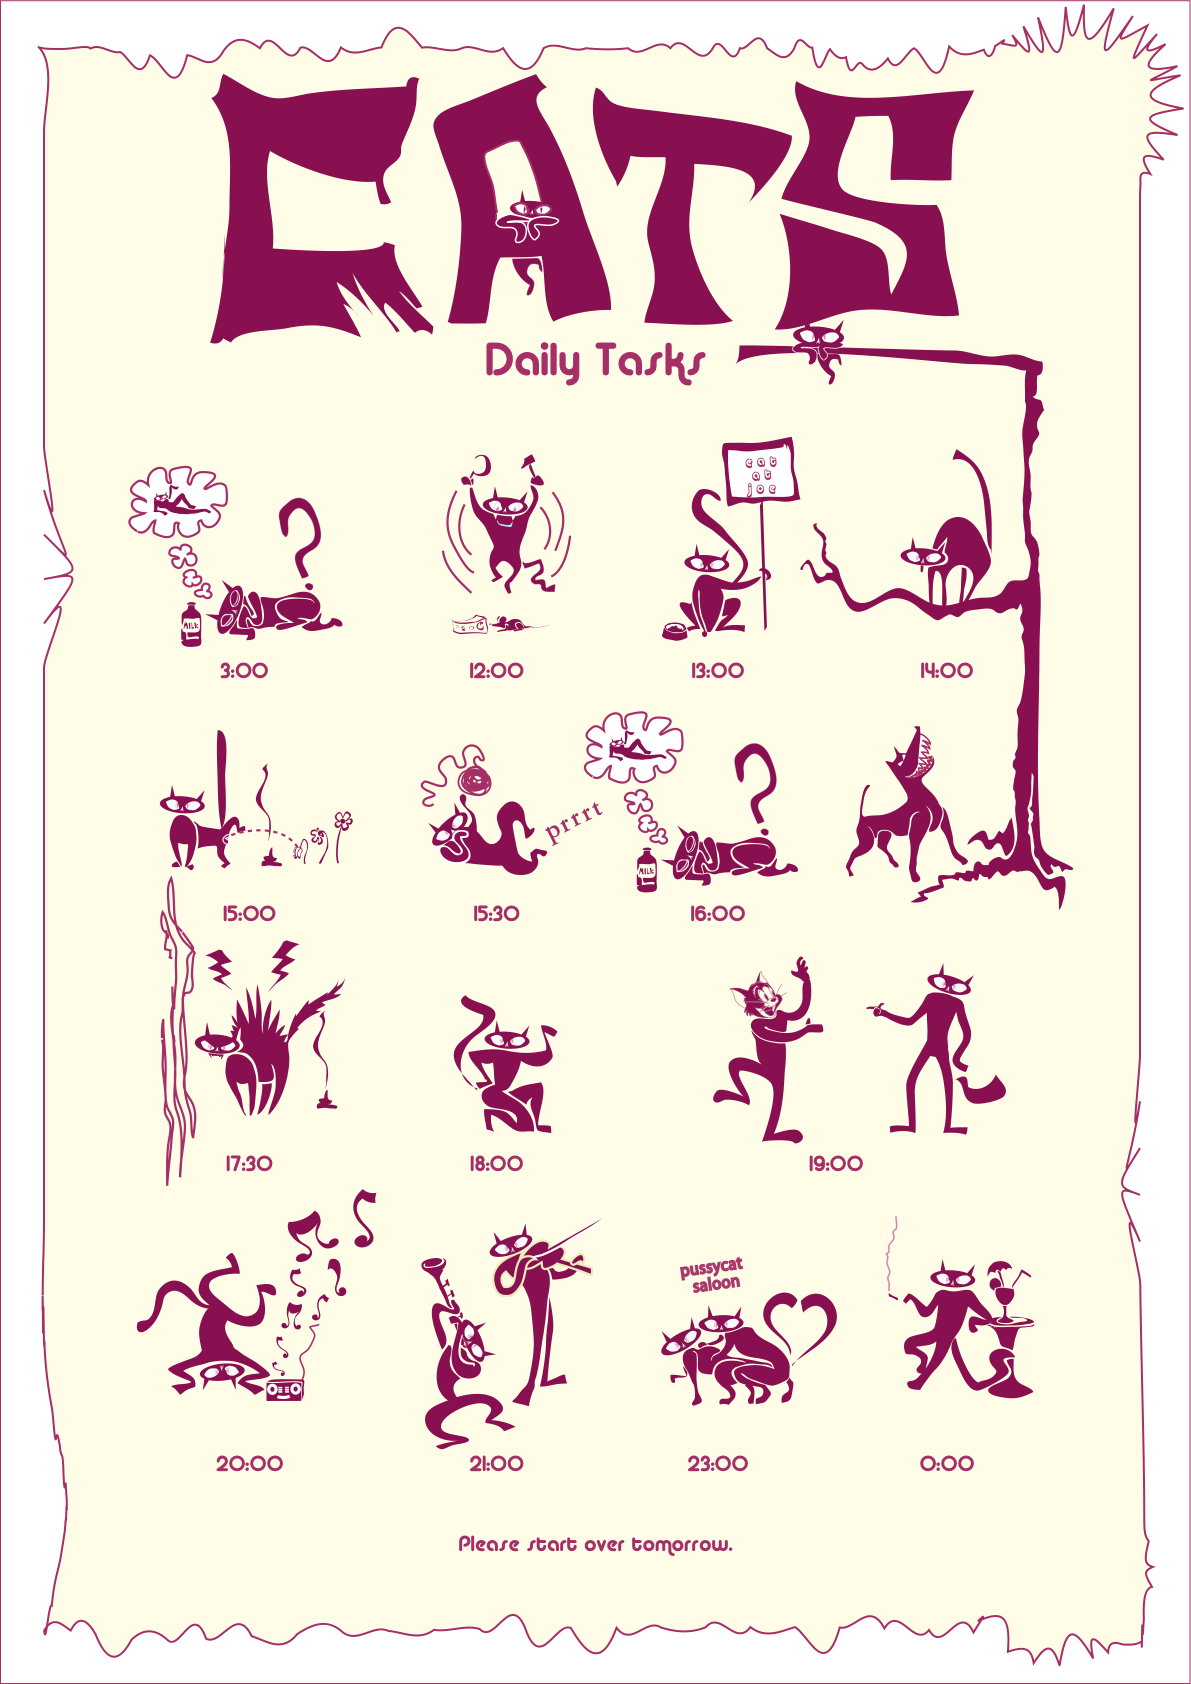 CATS
Daily Tasks
cat
at
joe
MILK
3:00
12:00
13:00
14:00
prrrt
MILK
15:00
15:30
16:00
17:30
18:00
19:00
pussycat
saloon
20:00
21:00
23:00
0:00
Please start over tomorrow.